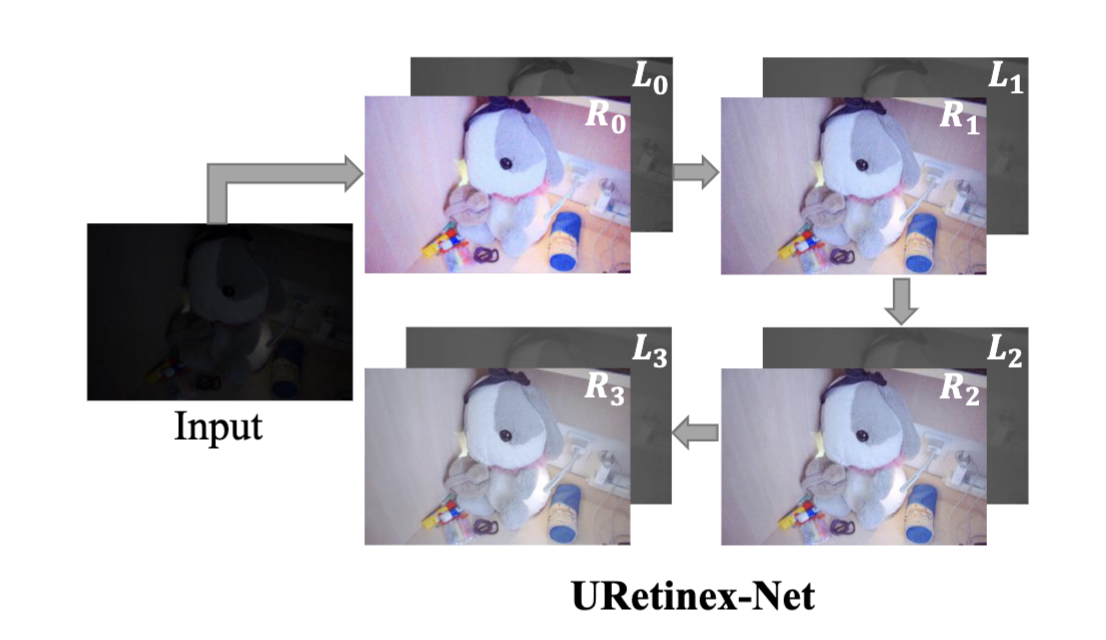 L₀
R₀
L₁
R₁
Input
L₃
R₃
L₂
R₂
URetinex-Net